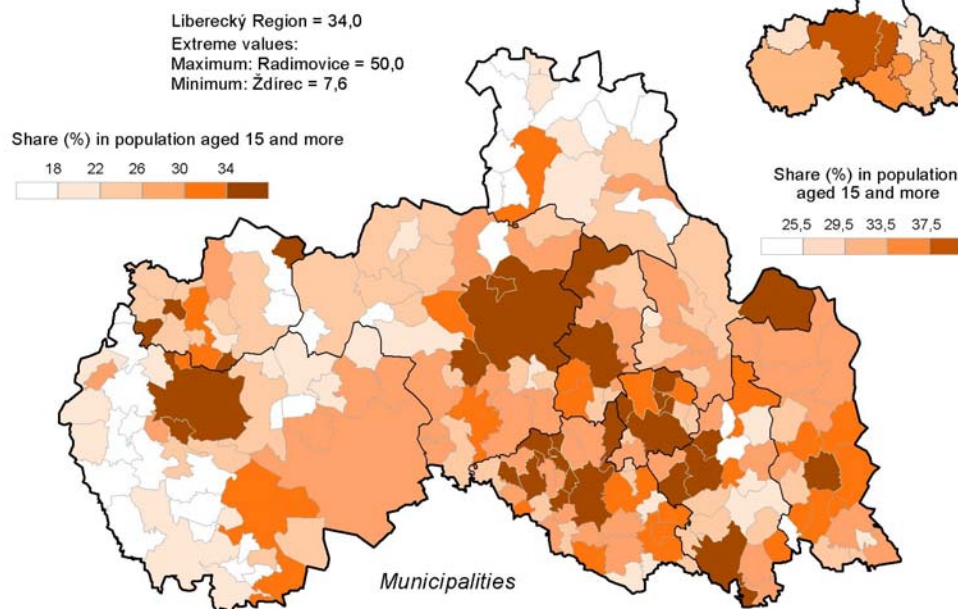 Liberecký Region = 34,0
Extreme values:
Maximum: Radimovice = 50,0
Minimum: Ždírec = 7,6
Share (%) in population aged 15 and more
18 22 26 30 34
Share (%) in population
aged 15 and more
25,5 29,5 33,5 37,5
Municipalities